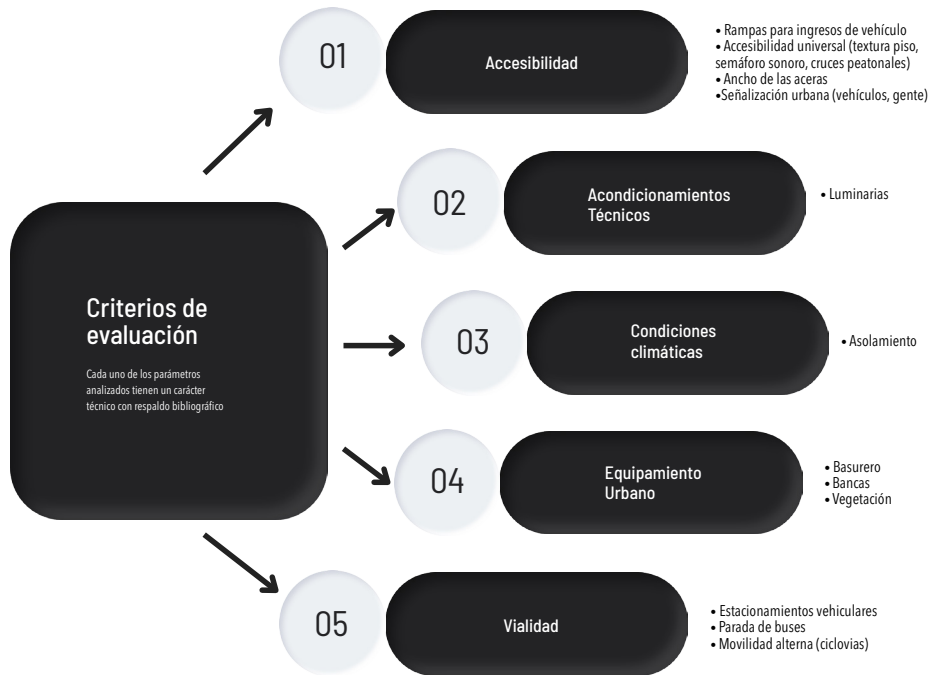 Criterios de
evaluación
Cada uno de los parámetros
analizados tienen un carácter
técnico con respaldo bibliográfico
01
Accesibilidad
• Rampas para ingresos de vehículo
• Accesibilidad universal (textura piso,
semáforo sonoro, cruces peatonales)
• Ancho de las aceras
•Señalización urbana (vehículos, gente)
02
Acondicionamientos
Técnicos
• Luminarias
03
Condiciones
climáticas
• Asolamiento
04
Equipamiento
Urbano
• Basurero
• Bancas
• Vegetación
05
Vialidad
• Estacionamientos vehiculares
• Parada de buses
• Movilidad alterna (ciclovias)